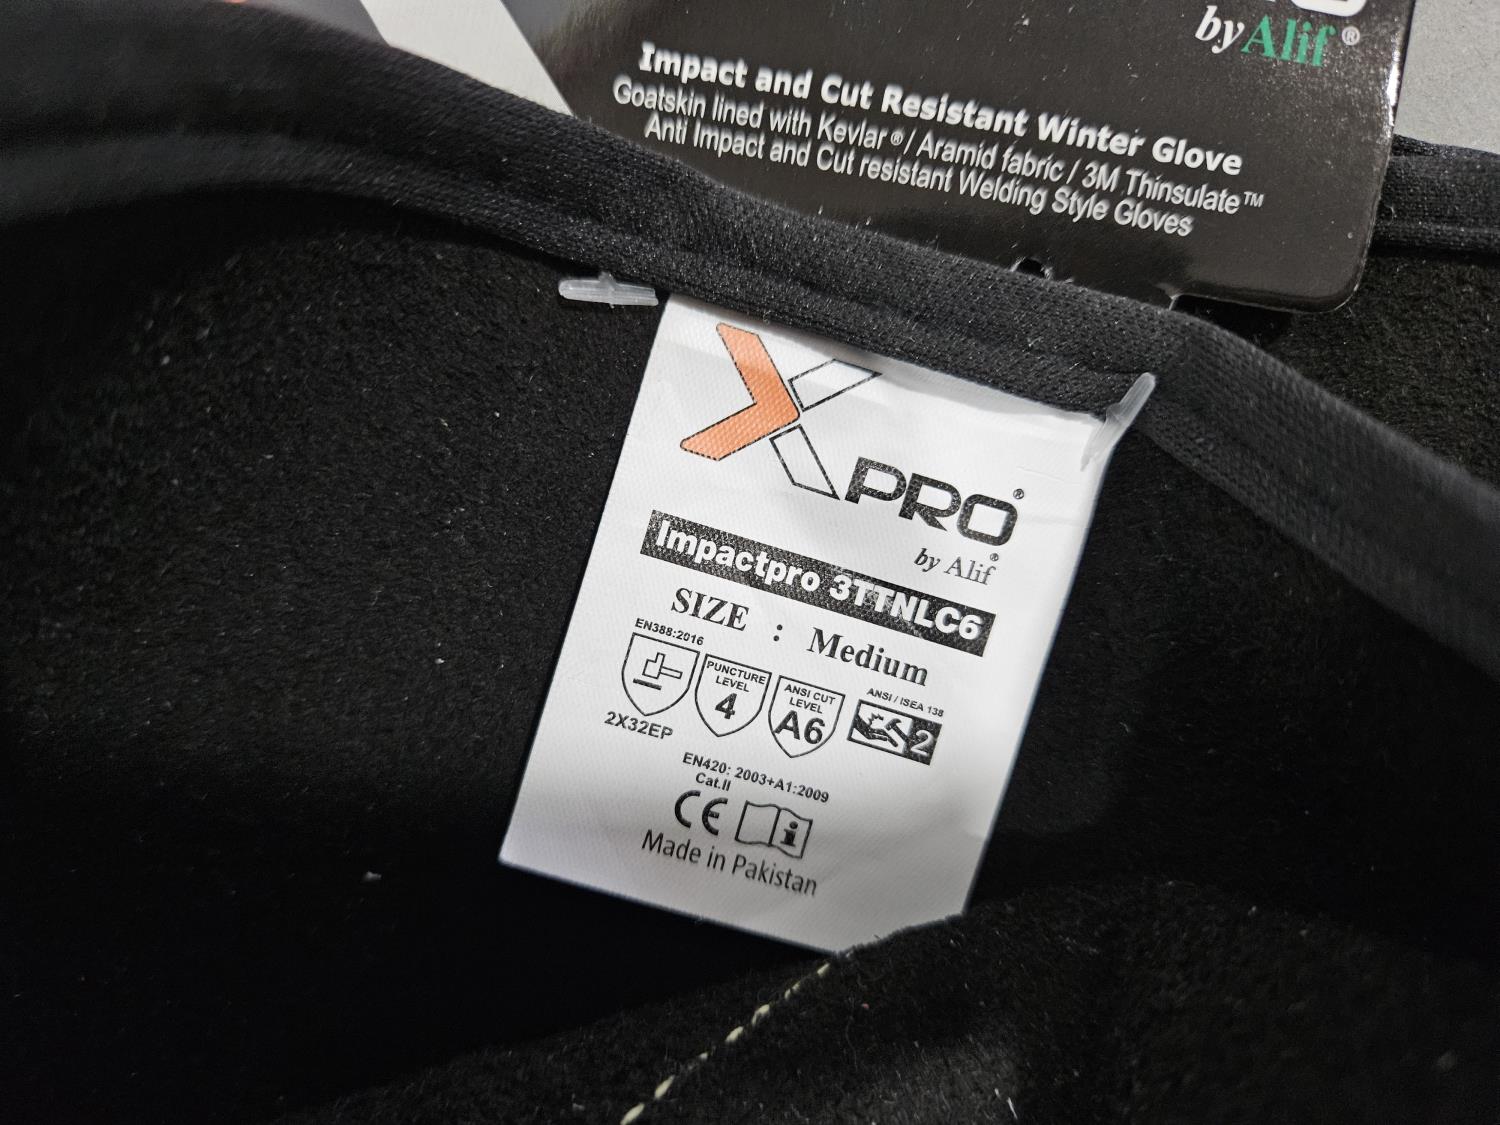 by Alif®
Impact and Cut Resistant Winter Glove
Goatskin lined with Kevlar®/ Aramid fabric / 3M Thinsulate™
Anti Impact and Cut resistant Welding Style Gloves
X PRO®
by Alif®
Impactpro 3TTNLC6
SIZE : Medium
EN388:2016
2X32EP
PUNCTURE
LEVEL
4
ANSI CUT
LEVEL
A6
ANSI / ISEA 138
2
EN420: 2003+A1:2009
Cat.II
CE i
Made in Pakistan